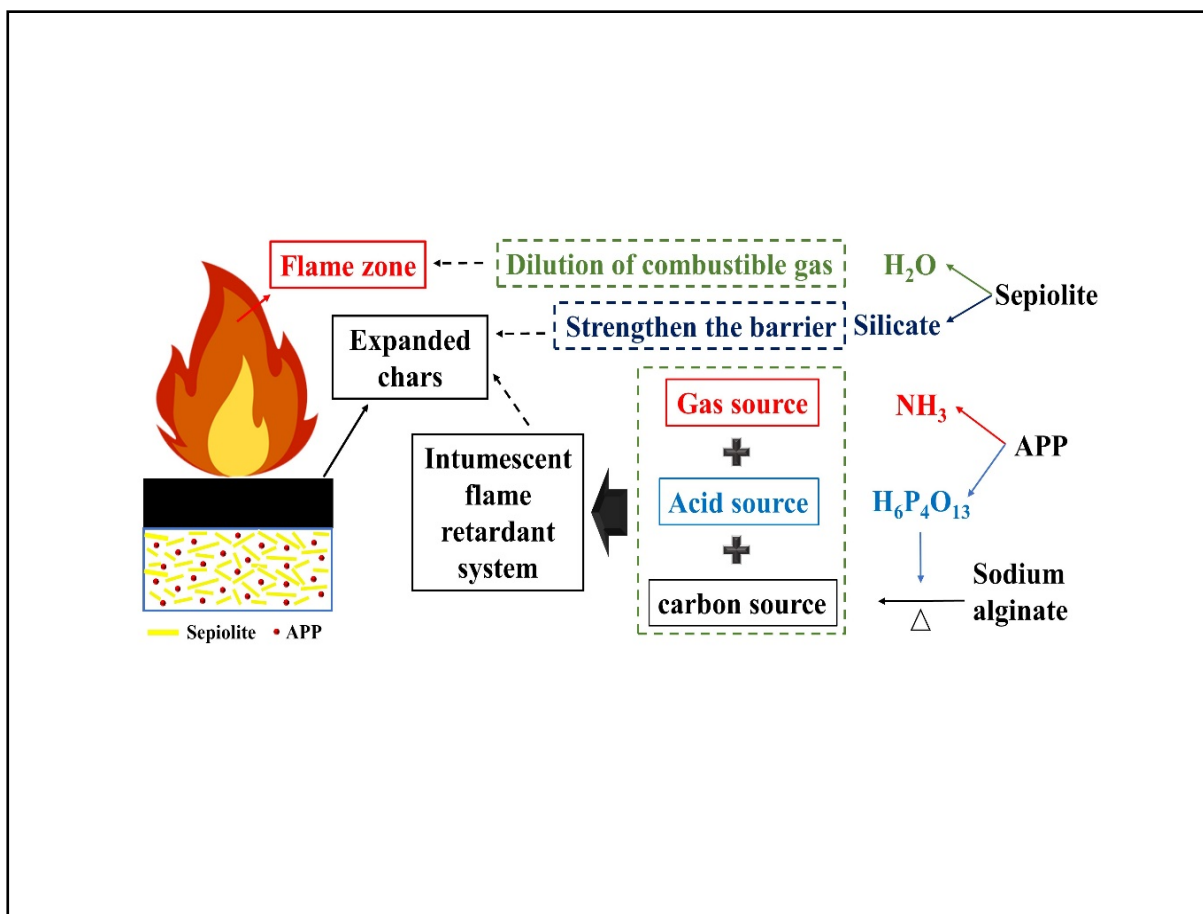 Flame zone
Dilution of combustible gas
H₂O
Sepiolite
Strengthen the barrier
Silicate
Expanded
chars
Gas source
NH₃
APP
Intumescent
flame
retardant
system
Acid source
H₆P₄O₁₃
carbon source
Sodium
alginate
△
Sepiolite
APP